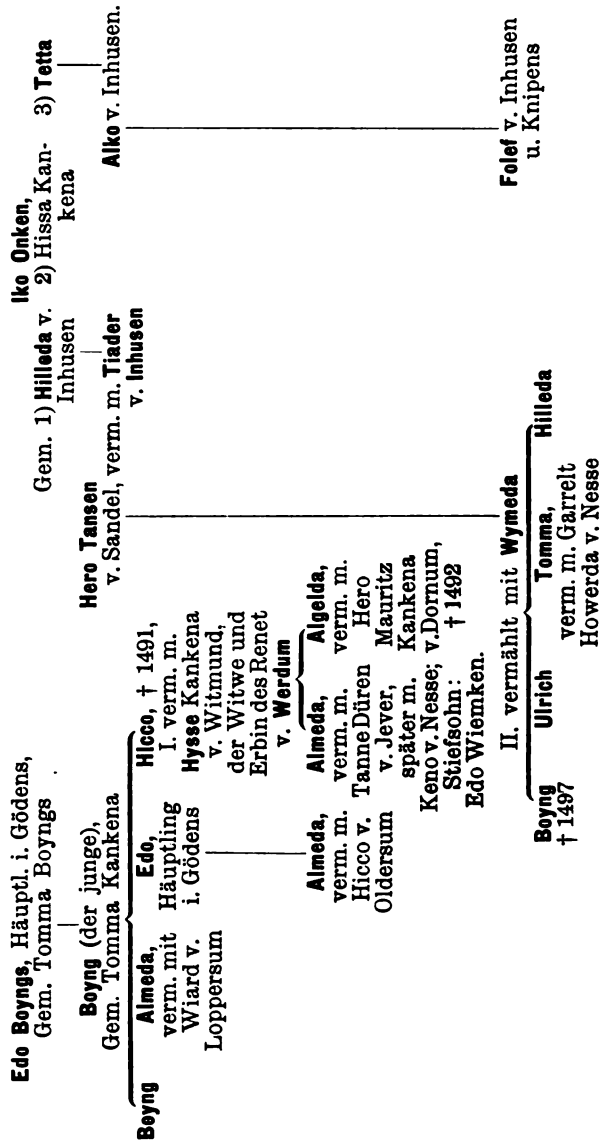 Edo Boyngs, Häuptl. i. Gödens,
Gem. Tomma Boyngs
Boyng (der junge),
Gem. Tomma Kankena
Boyng
Almeda,
verm. mit
Wiard v.
Loppersum
Edo,
Häuptling
i. Gödens
Hicco, † 1491,
I. verm. m.
Hysse Kankena
v. Witmund,
der Witwe und
Erbin des Renet
v. Werdum
Almeda,
verm. m.
Hicco v.
Oldersum
Almeda,
verm. m.
Tanne Düren
v. Jever,
später m.
Keno v. Nesse;
Stiefsohn:
Edo Wiemken.
Algelda,
verm. m.
Hero
Mauritz
Kankena
v. Dornum,
† 1492
Iko Onken,
Gem. 1) Hilleda v.
Inhusen
2) Hissa Kan-
kena
3) Tetta
Hero Tansen
v. Sandel, verm. m. Tiader
v. Inhusen
Alko v. Inhusen.
II. vermählt mit Wymeda
Boyng
† 1497
Ulrich
Tomma,
verm. m. Garrelt
Howerda v. Nesse
Hilleda
Folef v. Inhusen
u. Knipens